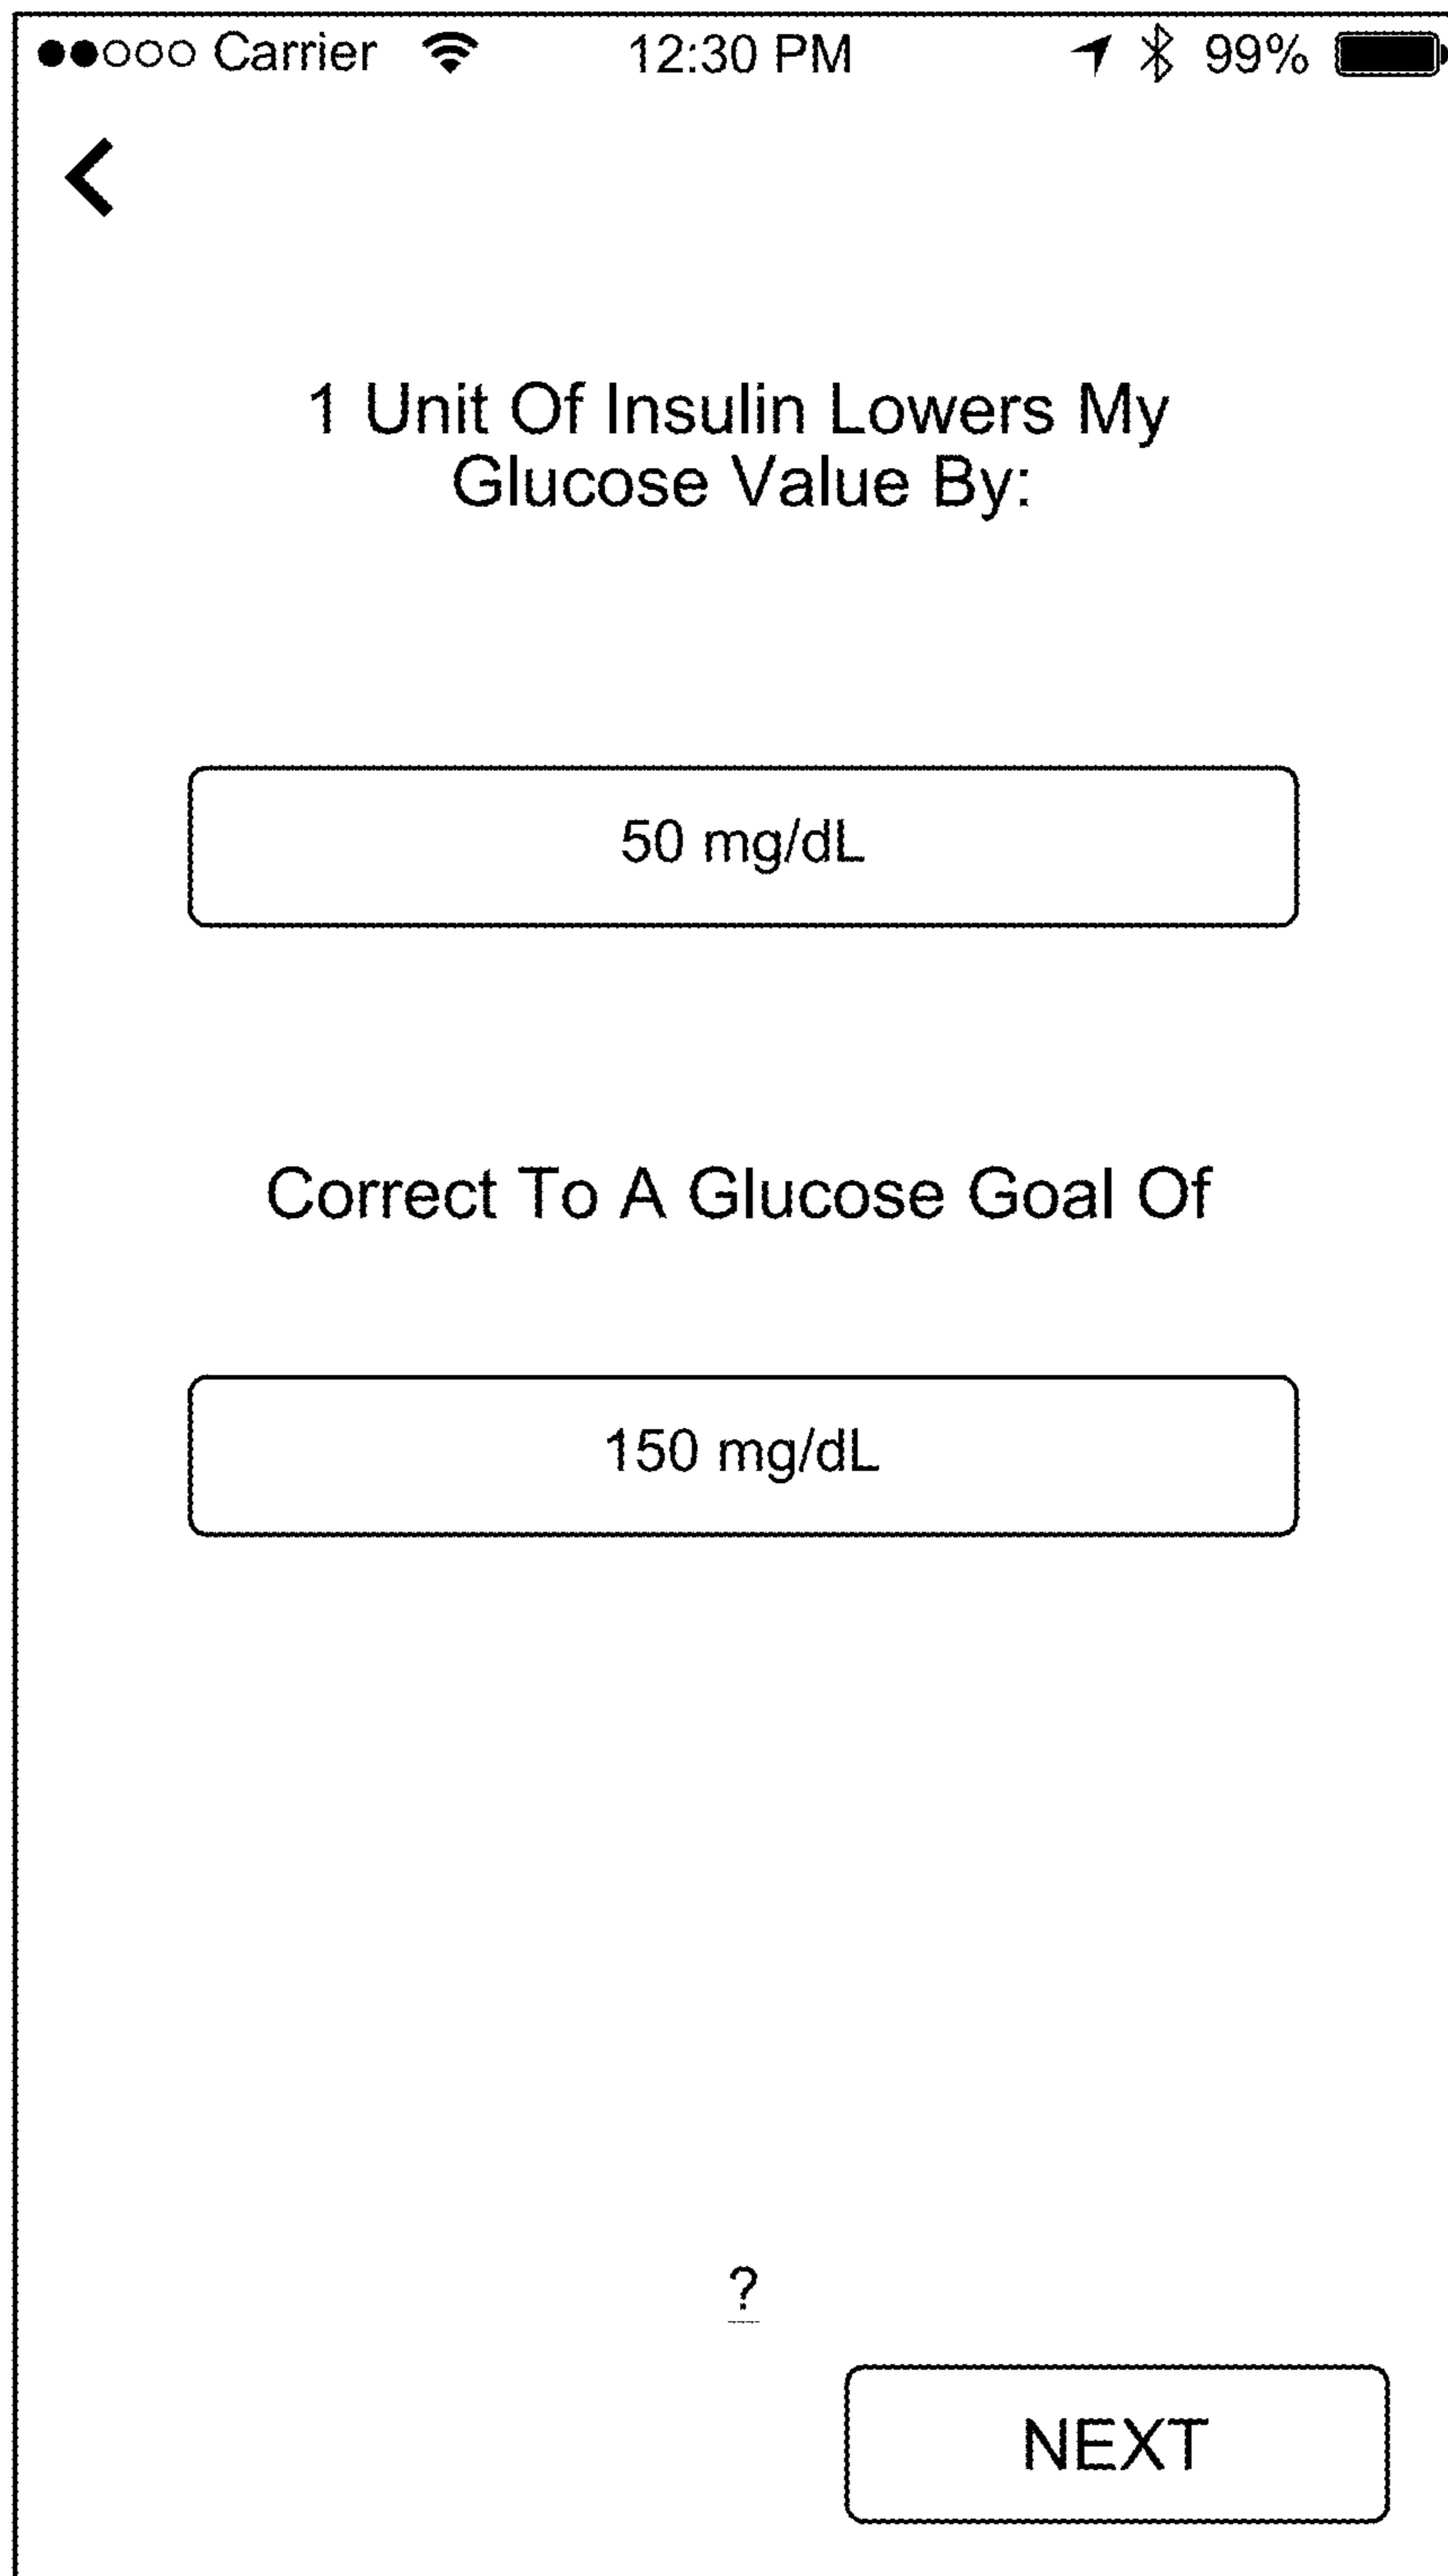 Carrier 12:30 PM 99%
1 Unit Of Insulin Lowers My
Glucose Value By:
50 mg/dL
Correct To A Glucose Goal Of
150 mg/dL
?
NEXT